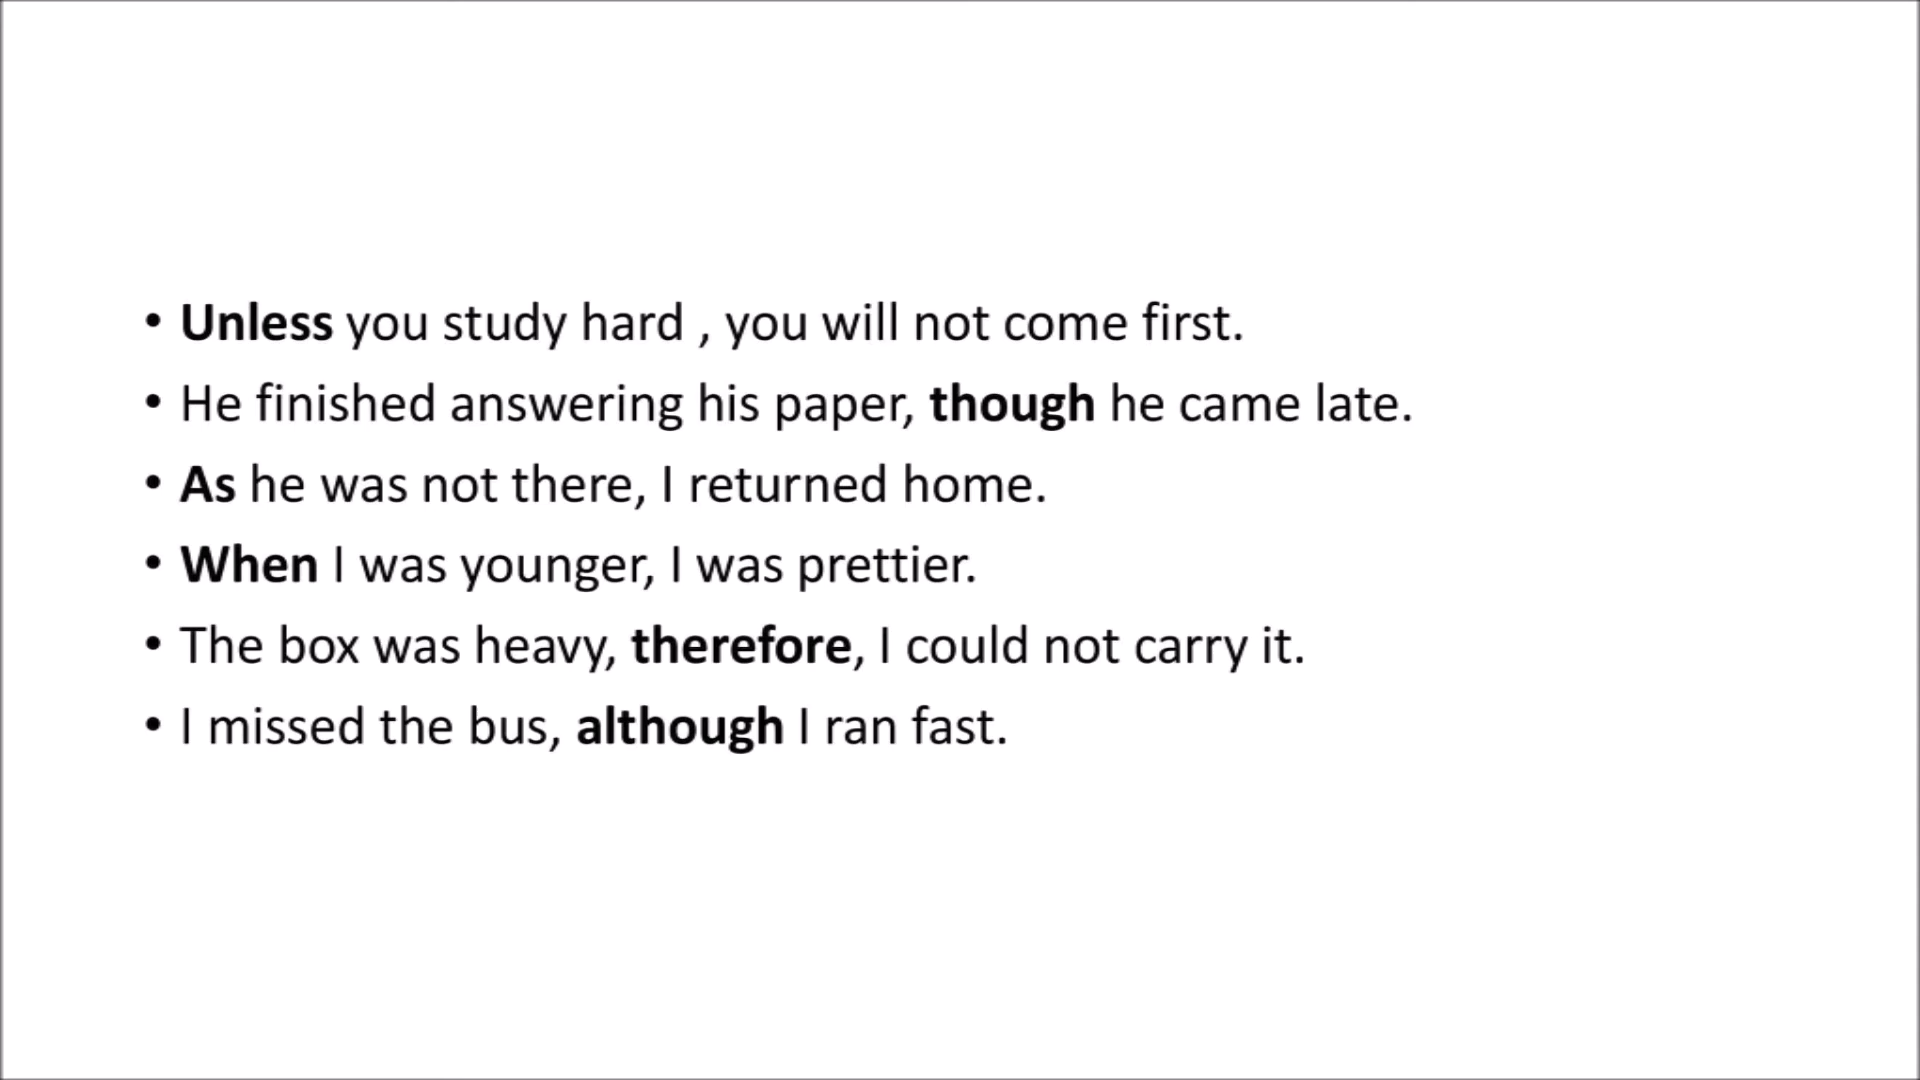 • Unless you study hard , you will not come first.
• He finished answering his paper, though he came late.
• As he was not there, I returned home.
• When I was younger, I was prettier.
• The box was heavy, therefore, I could not carry it.
• I missed the bus, although I ran fast.